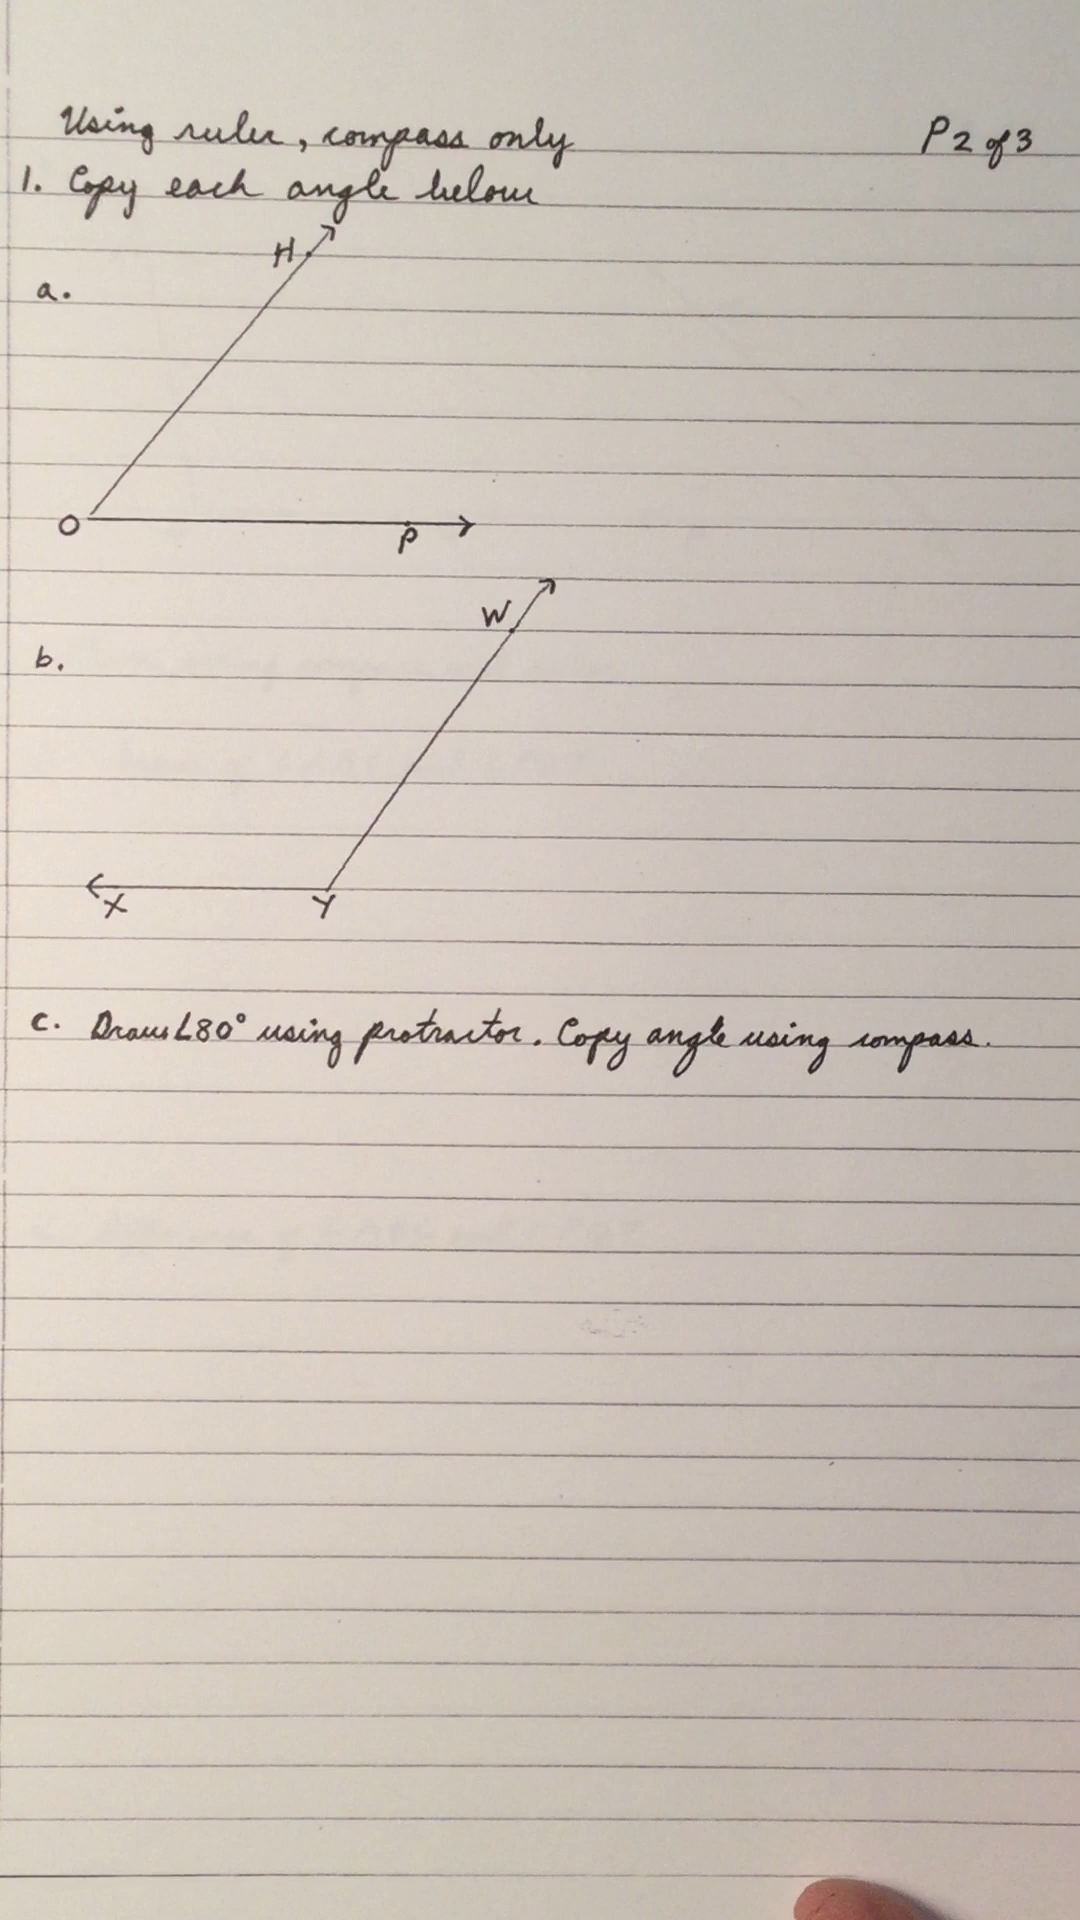 Using ruler, compass only
P 2 of 3
1. Copy each angle below
H
a.
O
P
W
b.
X
Y
c. Draw ∠80° using protractor. Copy angle using compass.